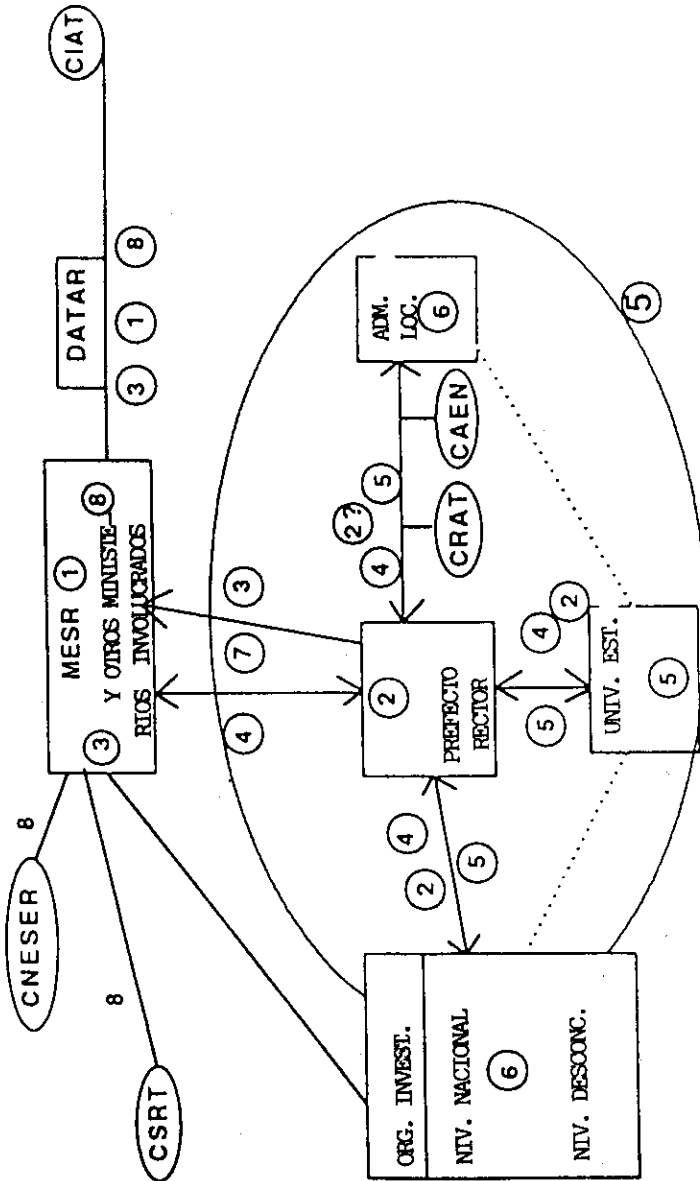 CIAT
DATAR
3
1
8
MESR 1
3
8
Y OTROS MINISTE-
RIOS INVOLUCRADOS
CNESER
8
CSRT
8
4
7
3
5
PREFECTO
RECTOR
2
4
2?
5
CRAT
CAEN
ADM.
LOC.
6
4
2
5
5
4
2
UNIV. EST.
5
ORG. INVEST.
NIV. NACIONAL
6
NIV. DESCONC.